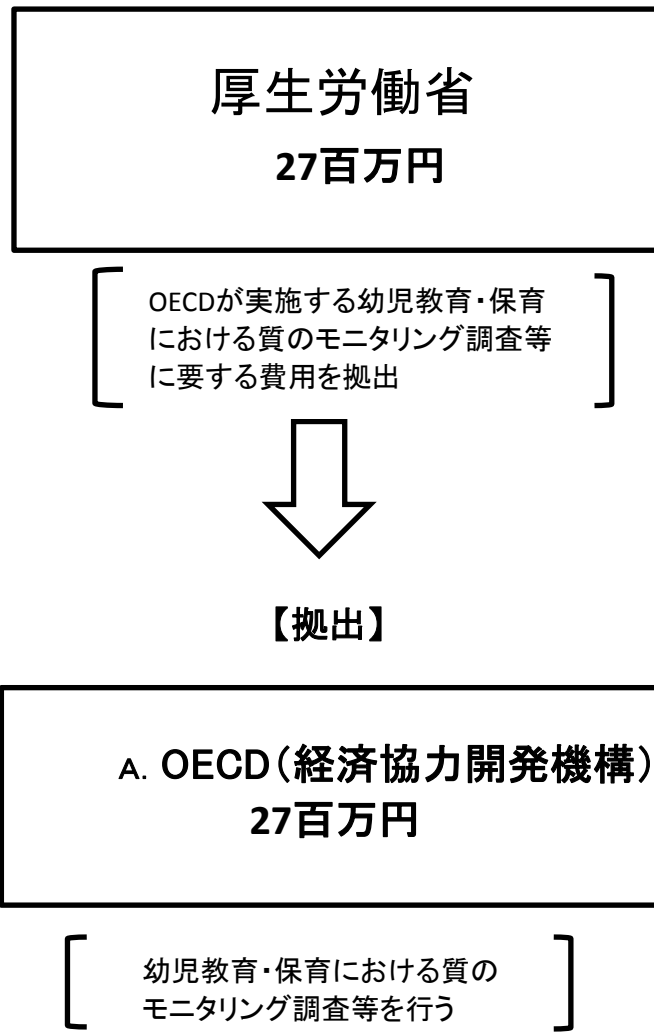 厚生労働省
27百万円
OECDが実施する幼児教育・保育
における質のモニタリング調査等
に要する費用を拠出
【拠出】
A. OECD(経済協力開発機構)
27百万円
幼児教育・保育における質の
モニタリング調査等を行う